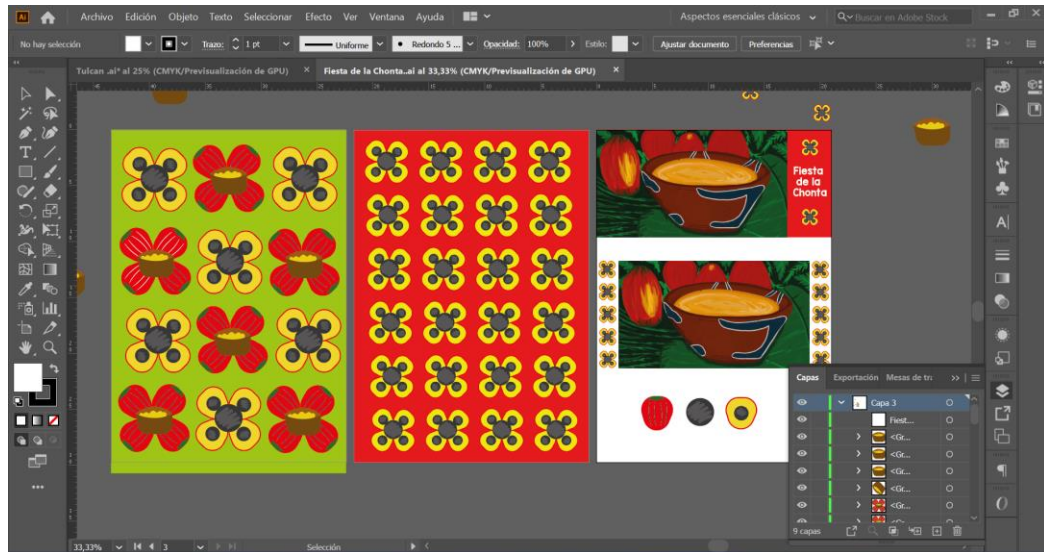 Ai Archivo Edición Objeto Texto Seleccionar Efecto Ver Ventana Ayuda Aspectos esenciales clásicos Buscar en Adobe Stock
No hay selección Trazo: 1 pt Uniforme Redondo 5 ... Opacidad: 100% Estilo: Ajustar documento Preferencias
Tulcan .ai* al 25% (CMYK/Previsualización de GPU) × Fiesta de la Chonta..ai al 33,33% (CMYK/Previsualización de GPU) ×
Fiesta
de la
Chonta
Capas Exportación Mesas de tr
Capa 3
Fiest...
<Gr...
<Gr...
<Gr...
<Gr...
<Gr...
9 capas
33,33% 3 Selección